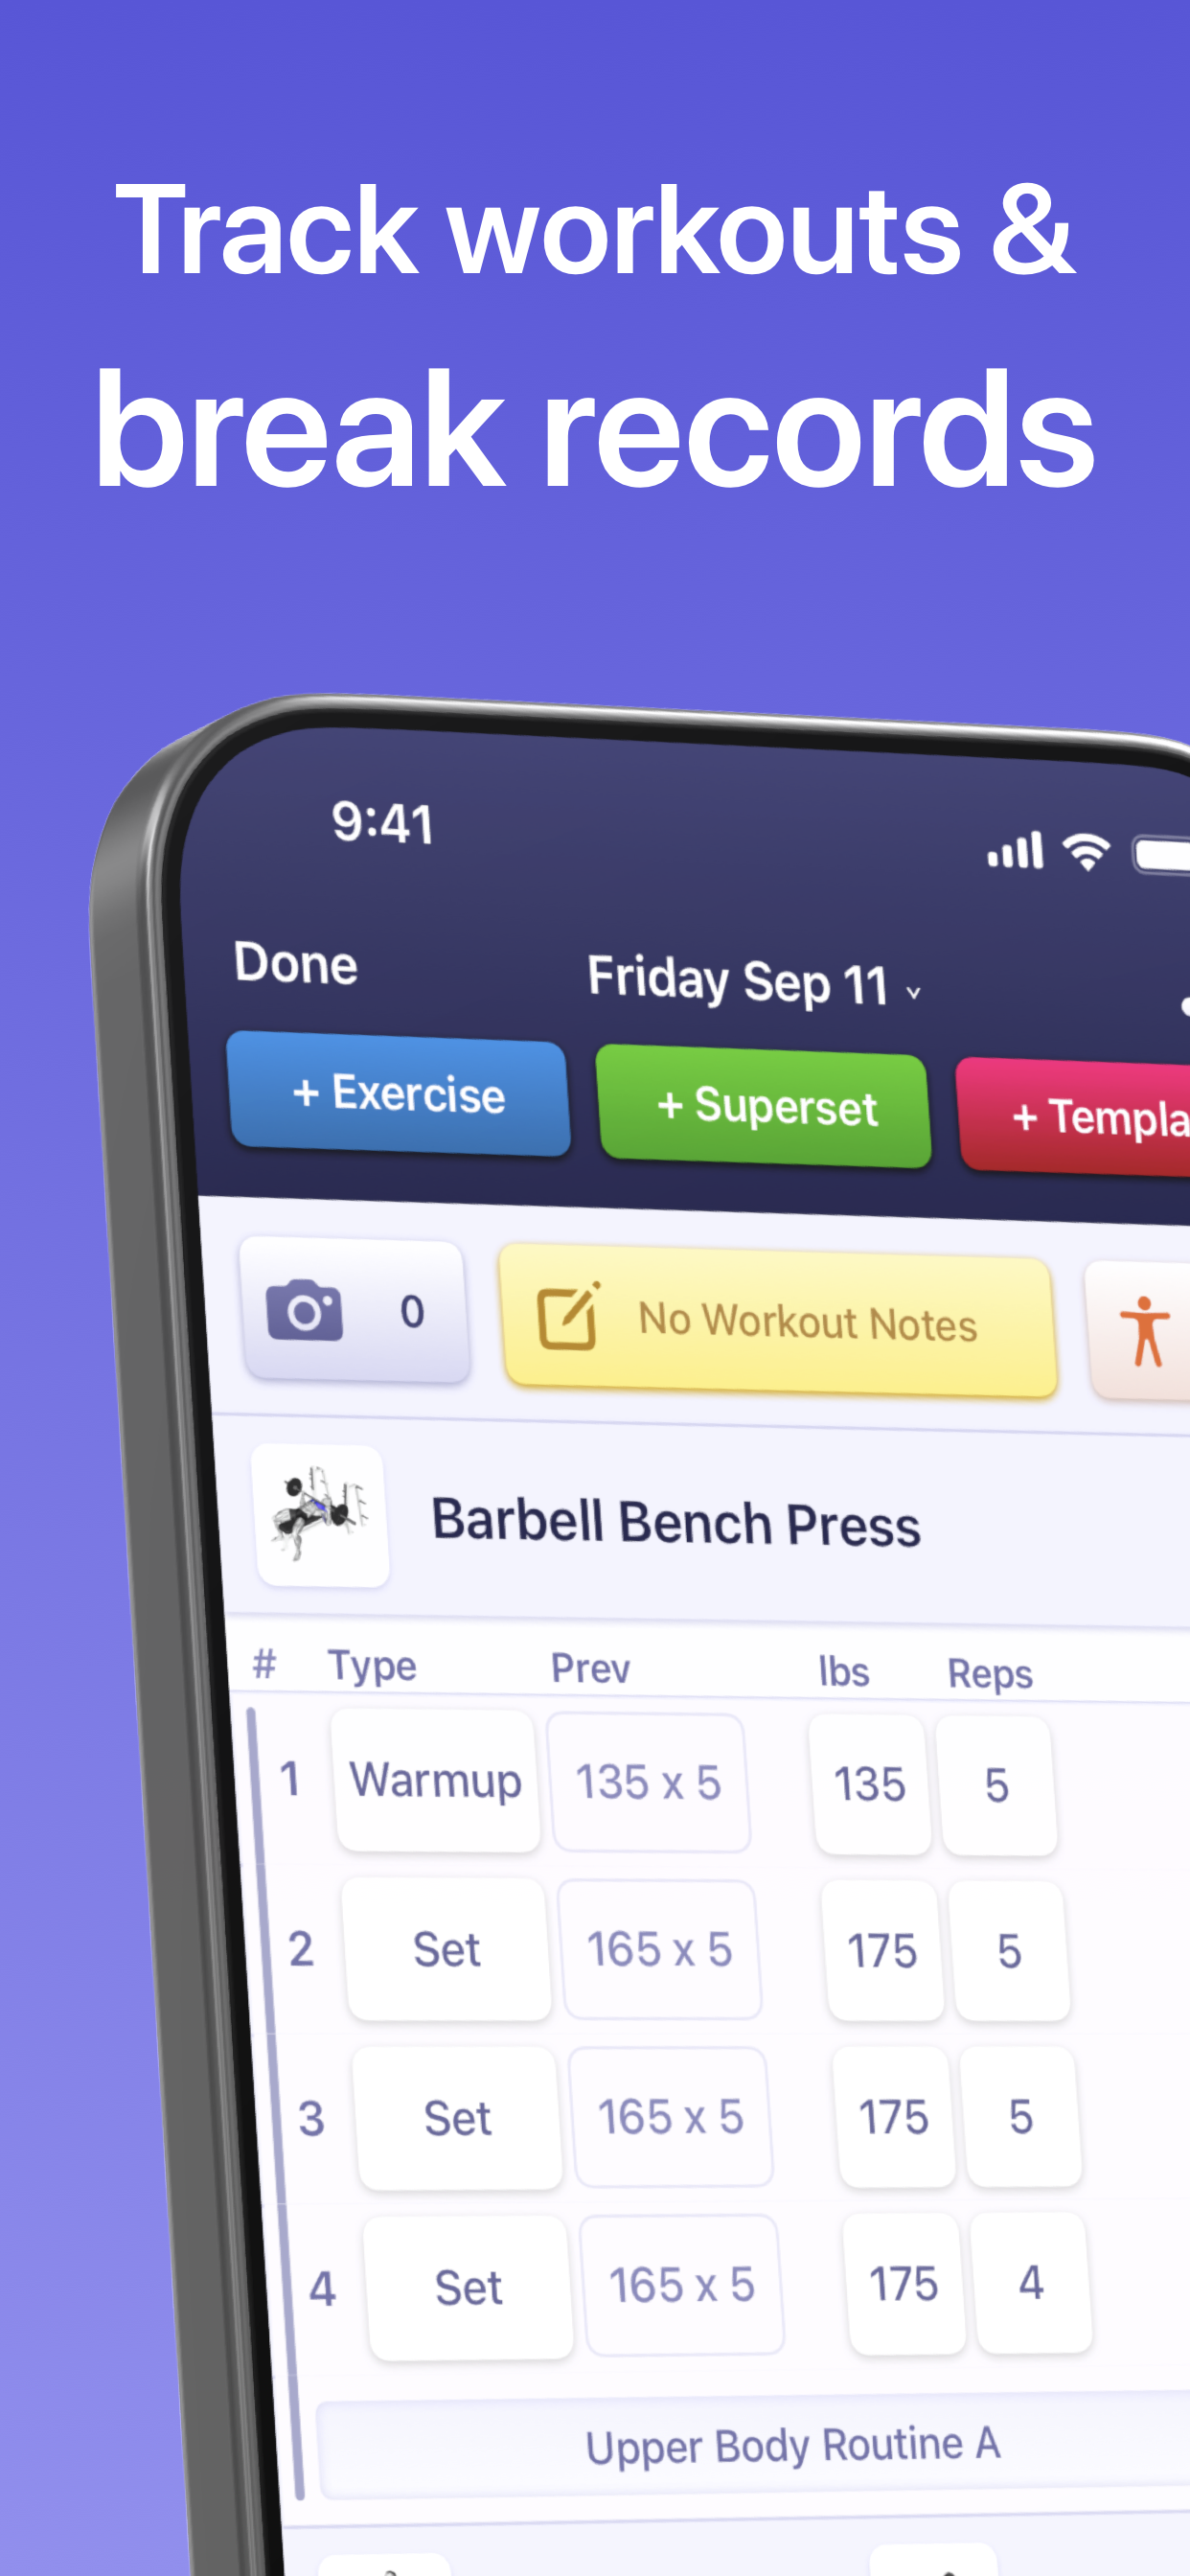 Track workouts &
break records
9:41
Done Friday Sep 11
+ Exercise + Superset + Templa
0 No Workout Notes
Barbell Bench Press
# Type Prev lbs Reps
1 Warmup 135 x 5 135 5
2 Set 165 x 5 175 5
3 Set 165 x 5 175 5
4 Set 165 x 5 175 4
Upper Body Routine A